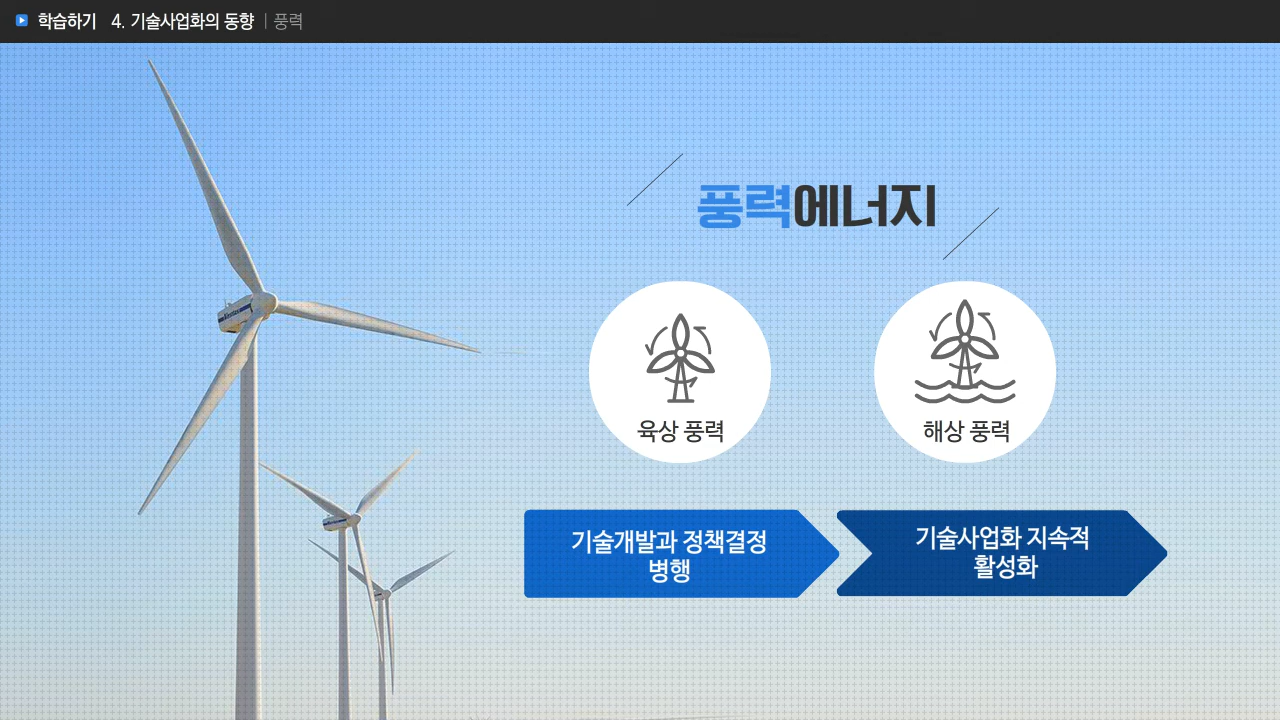 학습하기 4. 기술사업화의 동향 | 풍력
풍력에너지
육상 풍력
해상 풍력
기술개발과 정책결정
병행
기술사업화 지속적
활성화